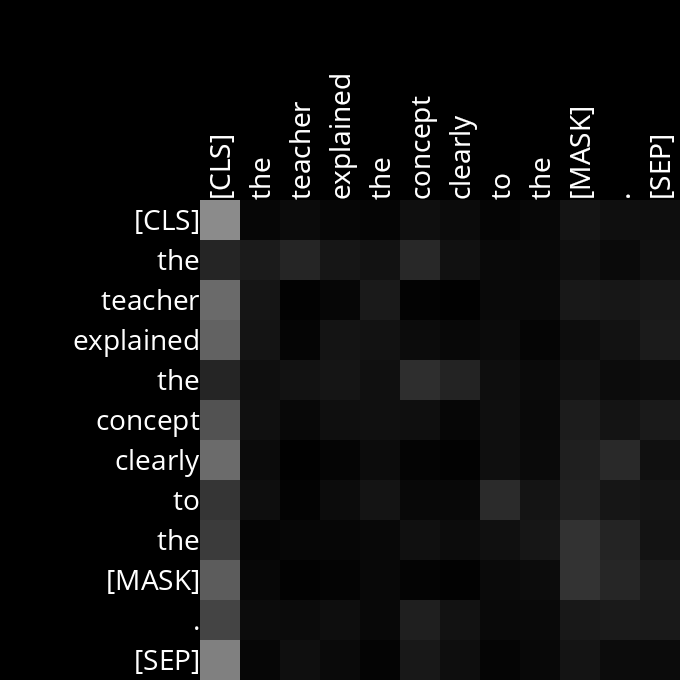 [CLS] the teacher explained the concept clearly to the [MASK] . [SEP]
[CLS]
the
teacher
explained
the
concept
clearly
to
the
[MASK]
.
[SEP]